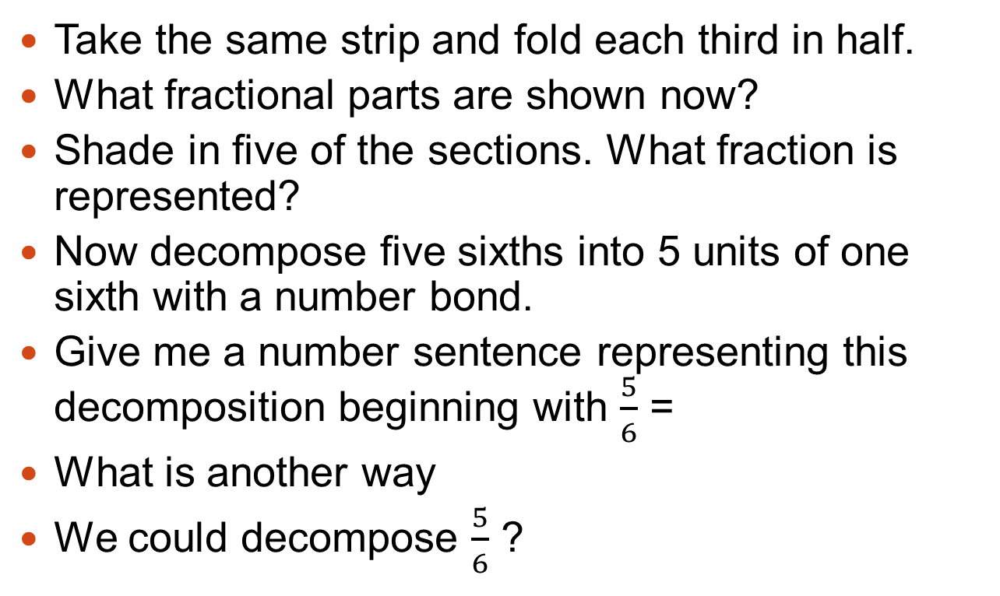 • Take the same strip and fold each third in half.
• What fractional parts are shown now?
• Shade in five of the sections. What fraction is
represented?
• Now decompose five sixths into 5 units of one
sixth with a number bond.
• Give me a number sentence representing this
decomposition beginning with 5/6 =
• What is another way
• We could decompose 5/6 ?